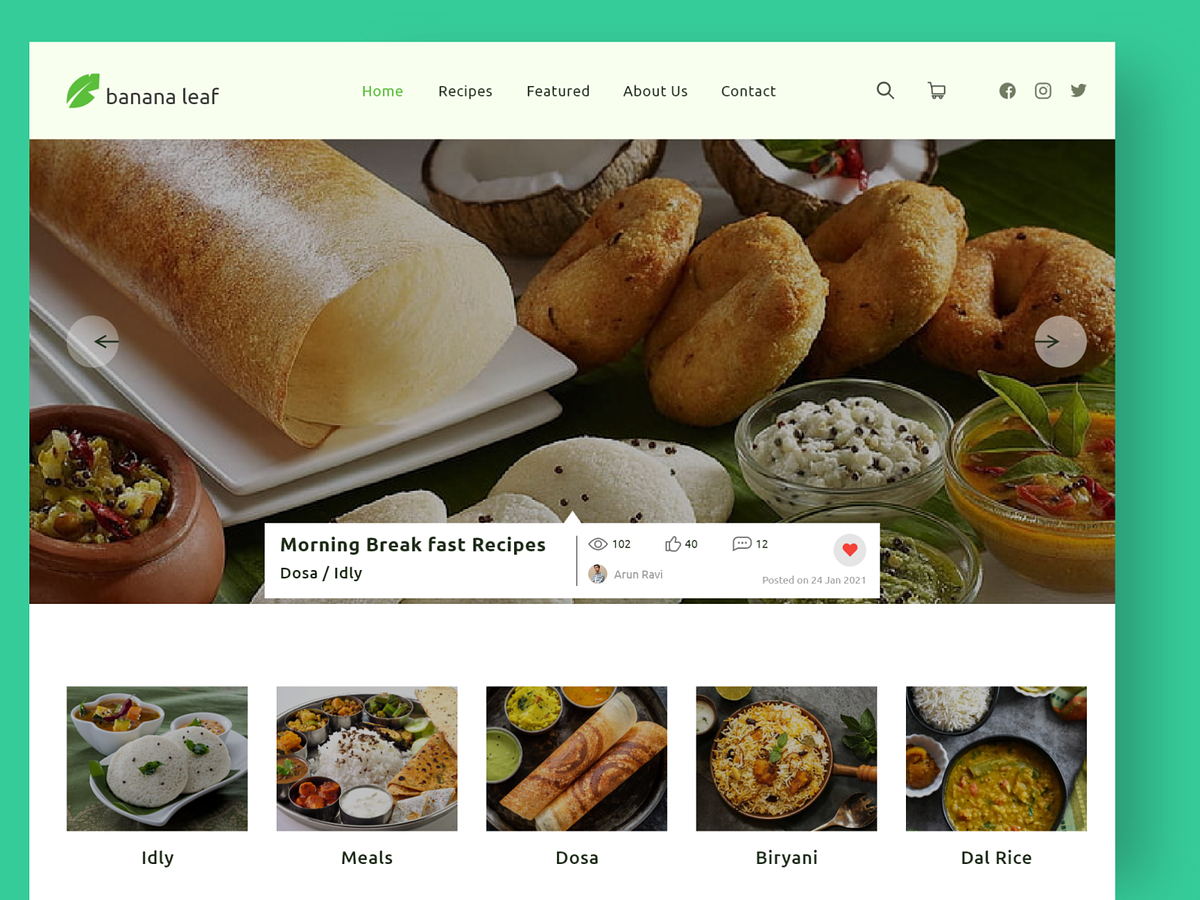 banana leaf
Home Recipes Featured About Us Contact
Morning Break fast Recipes
Dosa / Idly
102 40 12
Arun Ravi
Posted on 24 Jan 2021
Idly Meals Dosa Biryani Dal Rice